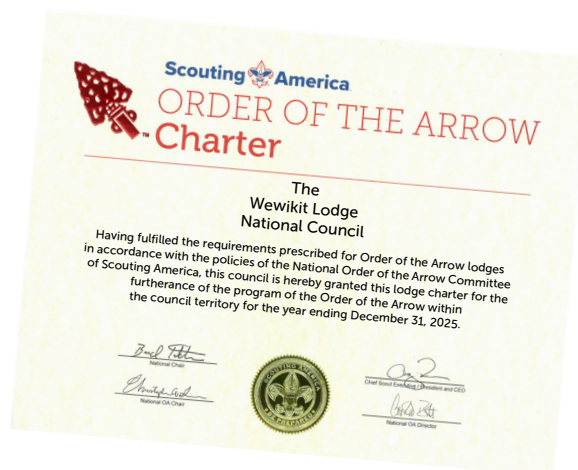 Scouting America
ORDER OF THE ARROW
™ Charter
The
Wewikit Lodge
National Council
Having fulfilled the requirements prescribed for Order of the Arrow lodges
in accordance with the policies of the National Order of the Arrow Committee
of Scouting America, this council is hereby granted this lodge charter for the
furtherance of the program of the Order of the Arrow within
the council territory for the year ending December 31, 2025.
National Chair
Chief Scout Executive / President and CEO
National OA Chair
National OA Director
SCOUTING AMERICA
BE PREPARED